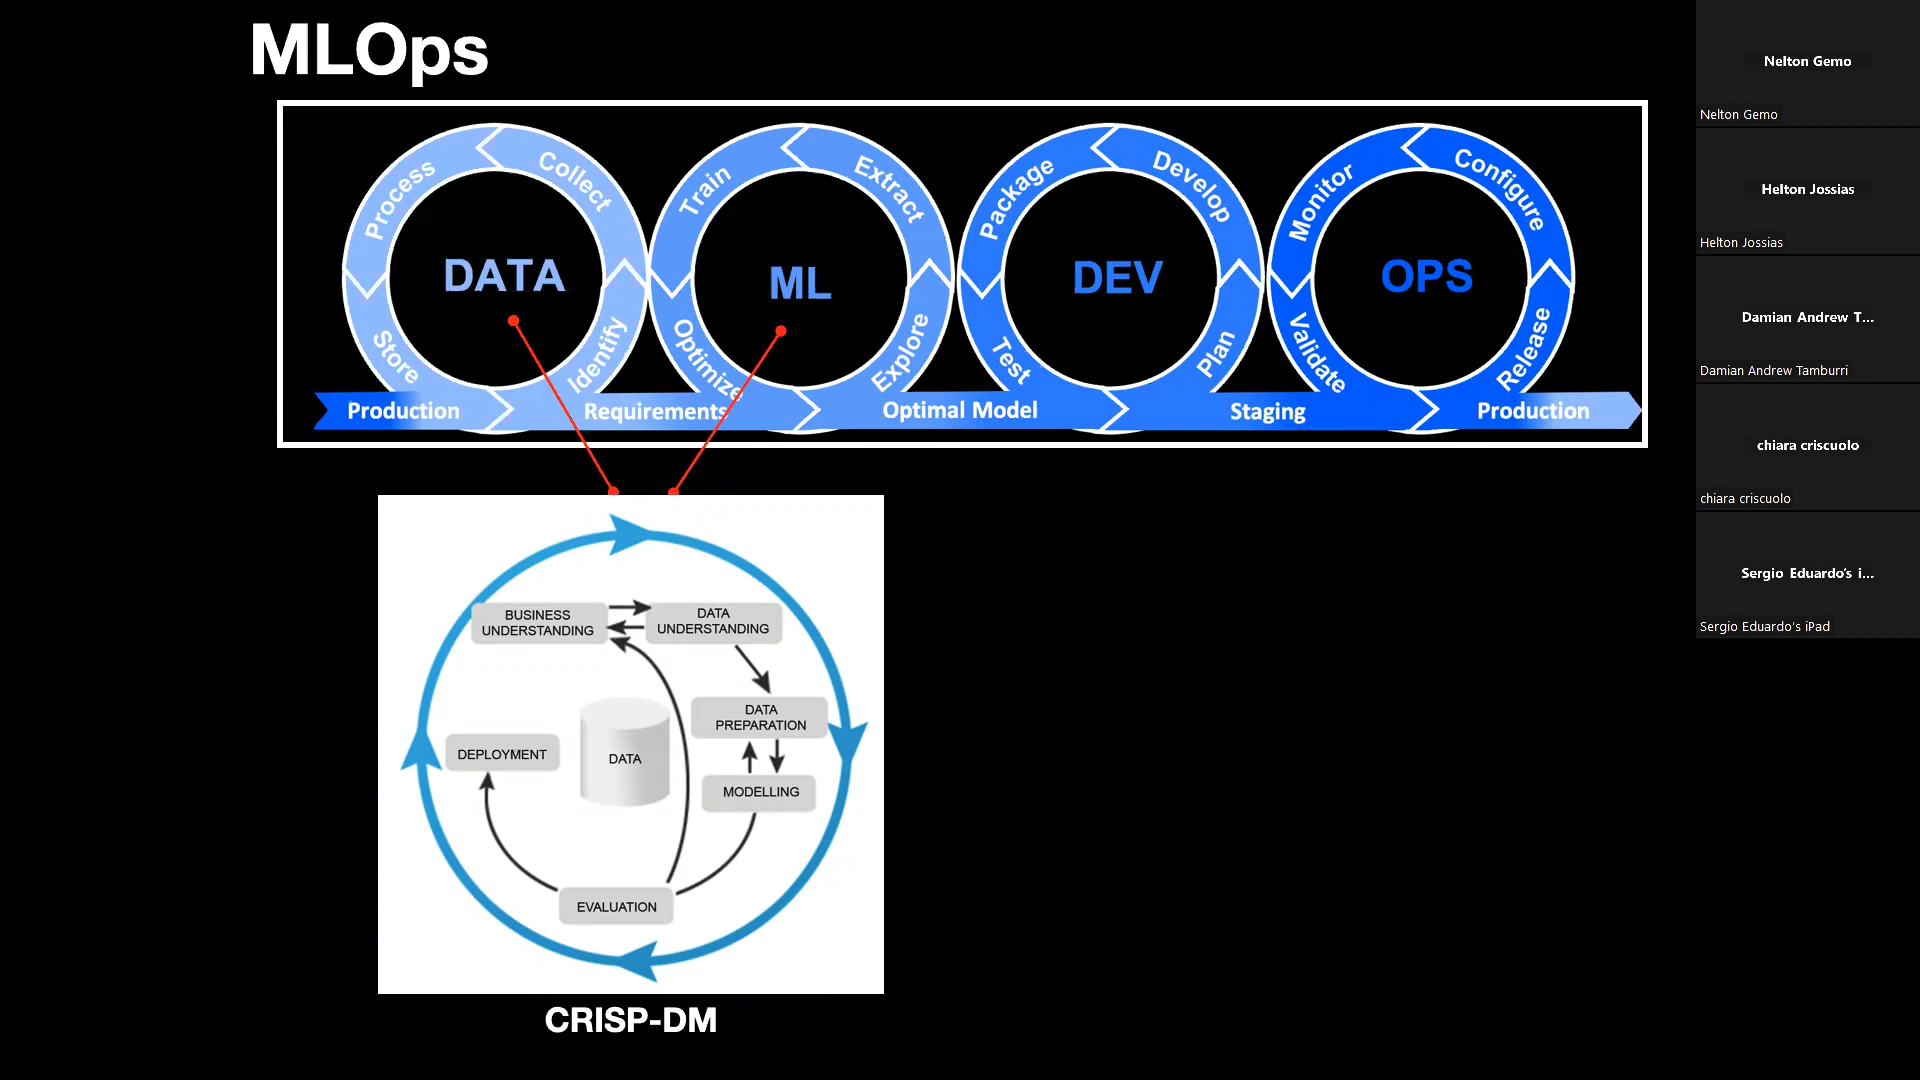 MLOps
Process
Collect
Store
Identify
DATA
Train
Extract
Optimize
Explore
ML
Package
Develop
Test
Plan
DEV
Monitor
Configure
Validate
Release
OPS
Production
Requirements
Optimal Model
Staging
Production
BUSINESS
UNDERSTANDING
DATA
UNDERSTANDING
DATA
PREPARATION
DEPLOYMENT
DATA
MODELLING
EVALUATION
CRISP-DM
Nelton Gemo
Nelton Gemo
Helton Jossias
Helton Jossias
Damian Andrew T...
Damian Andrew Tamburri
chiara criscuolo
chiara criscuolo
Sergio Eduardo’s i...
Sergio Eduardo's iPad